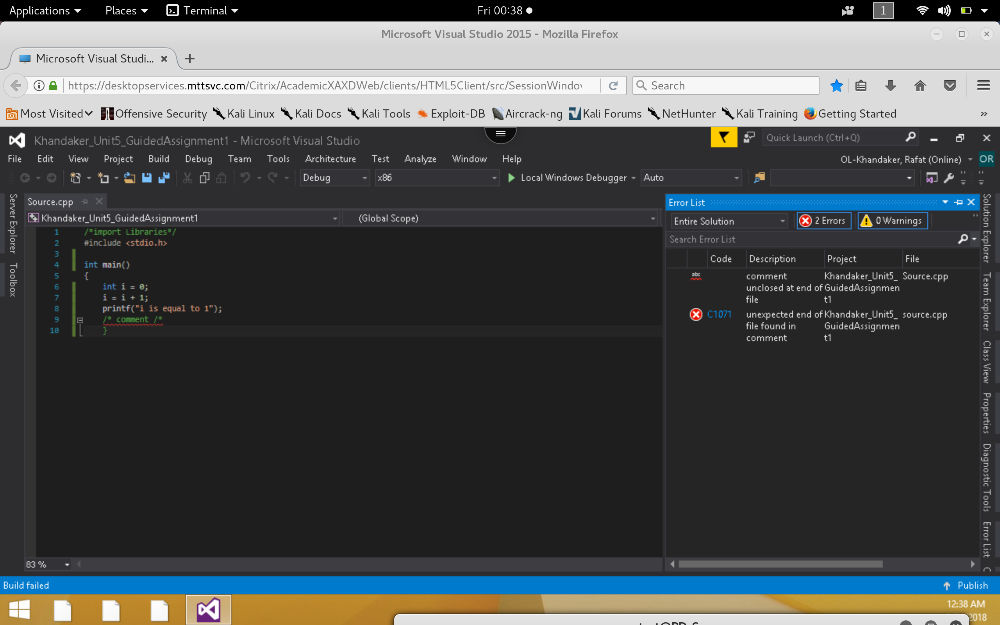 Applications Places Terminal Fri 00:38 1
Microsoft Visual Studio 2015 - Mozilla Firefox
Microsoft Visual Studi... × +
https://desktopservices.mttsvc.com/Citrix/AcademicXAXDWeb/clients/HTML5Client/src/SessionWindov Search
Most Visited Offensive Security Kali Linux Kali Docs Kali Tools Exploit-DB Aircrack-ng Kali Forums NetHunter Kali Training Getting Started »
Khandaker_Unit5_GuidedAssignment1 - Microsoft Visual Studio Quick Launch (Ctrl+Q)
File Edit View Project Build Debug Team Tools Architecture Test Analyze Window Help OL-Khandaker, Rafat (Online) OR
Debug x86 Local Windows Debugger Auto
Server Explorer
Toolbox
Source.cpp
Khandaker_Unit5_GuidedAssignment1 (Global Scope)
1 /*import Libraries*/
2 #include <stdio.h>
3
4 int main()
5 {
6 int i = 0;
7 i = i + 1;
8 printf("i is equal to 1");
9 /* comment /*
10 }
83 %
Error List
Entire Solution 2 Errors 0 Warnings
Search Error List
Code Description Project File
abc comment Khandaker_Unit5_ Source.cpp
unclosed at end of GuidedAssignmen
file t1
C1071 unexpected end of Khandaker_Unit5_ source.cpp
file found in GuidedAssignmen
comment t1
Solution Explorer
Team Explorer
Class View
Properties
Diagnostic Tools
Error List
Build failed Publish
12:38 AM
2018